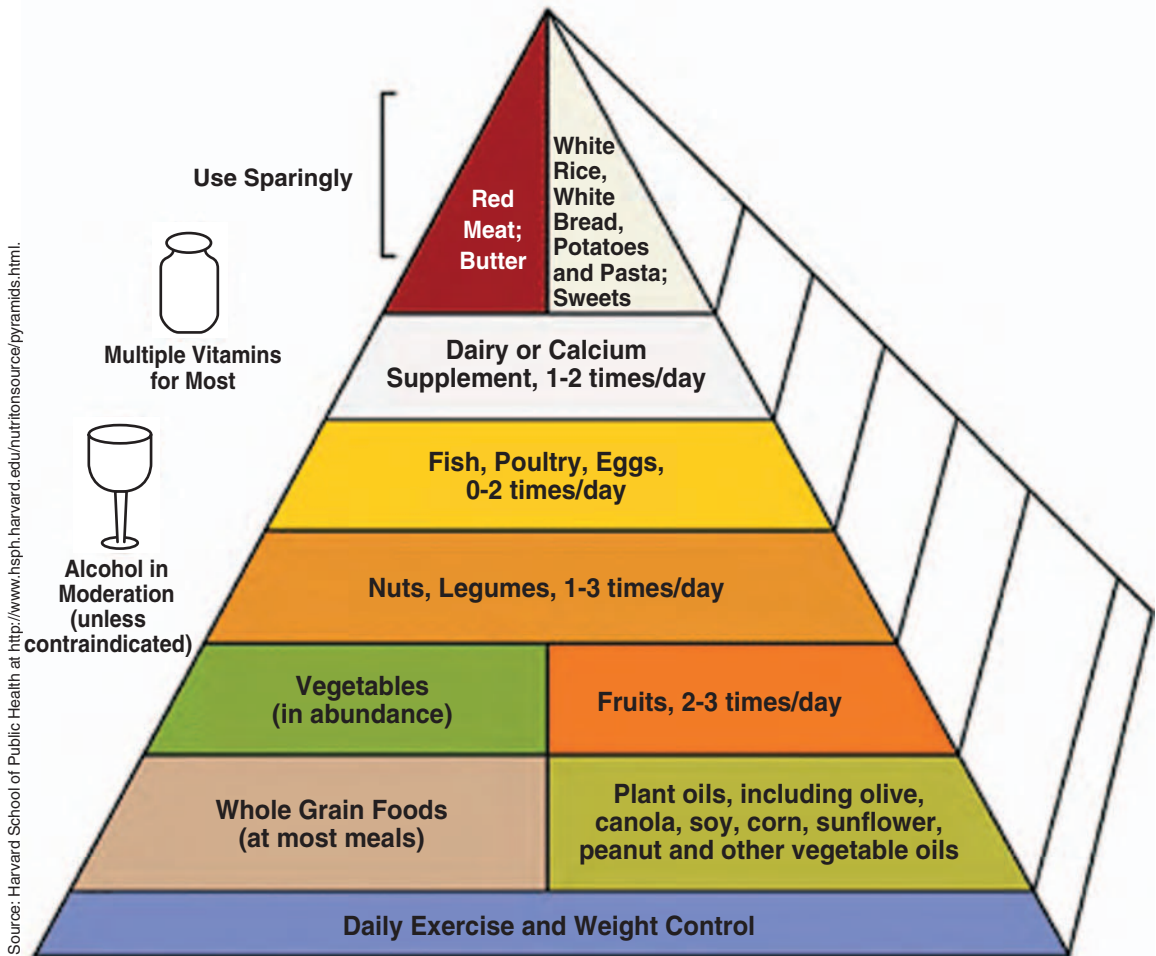 Use Sparingly
Red
Meat;
Butter
White
Rice,
White
Bread,
Potatoes
and Pasta;
Sweets
Multiple Vitamins
for Most
Dairy or Calcium
Supplement, 1-2 times/day
Fish, Poultry, Eggs,
0-2 times/day
Alcohol in
Moderation
(unless
contraindicated)
Nuts, Legumes, 1-3 times/day
Vegetables
(in abundance)
Fruits, 2-3 times/day
Whole Grain Foods
(at most meals)
Plant oils, including olive,
canola, soy, corn, sunflower,
peanut and other vegetable oils
Daily Exercise and Weight Control
Source: Harvard School of Public Health at http://www.hsph.harvard.edu/nutritonsource/pyramids.html.